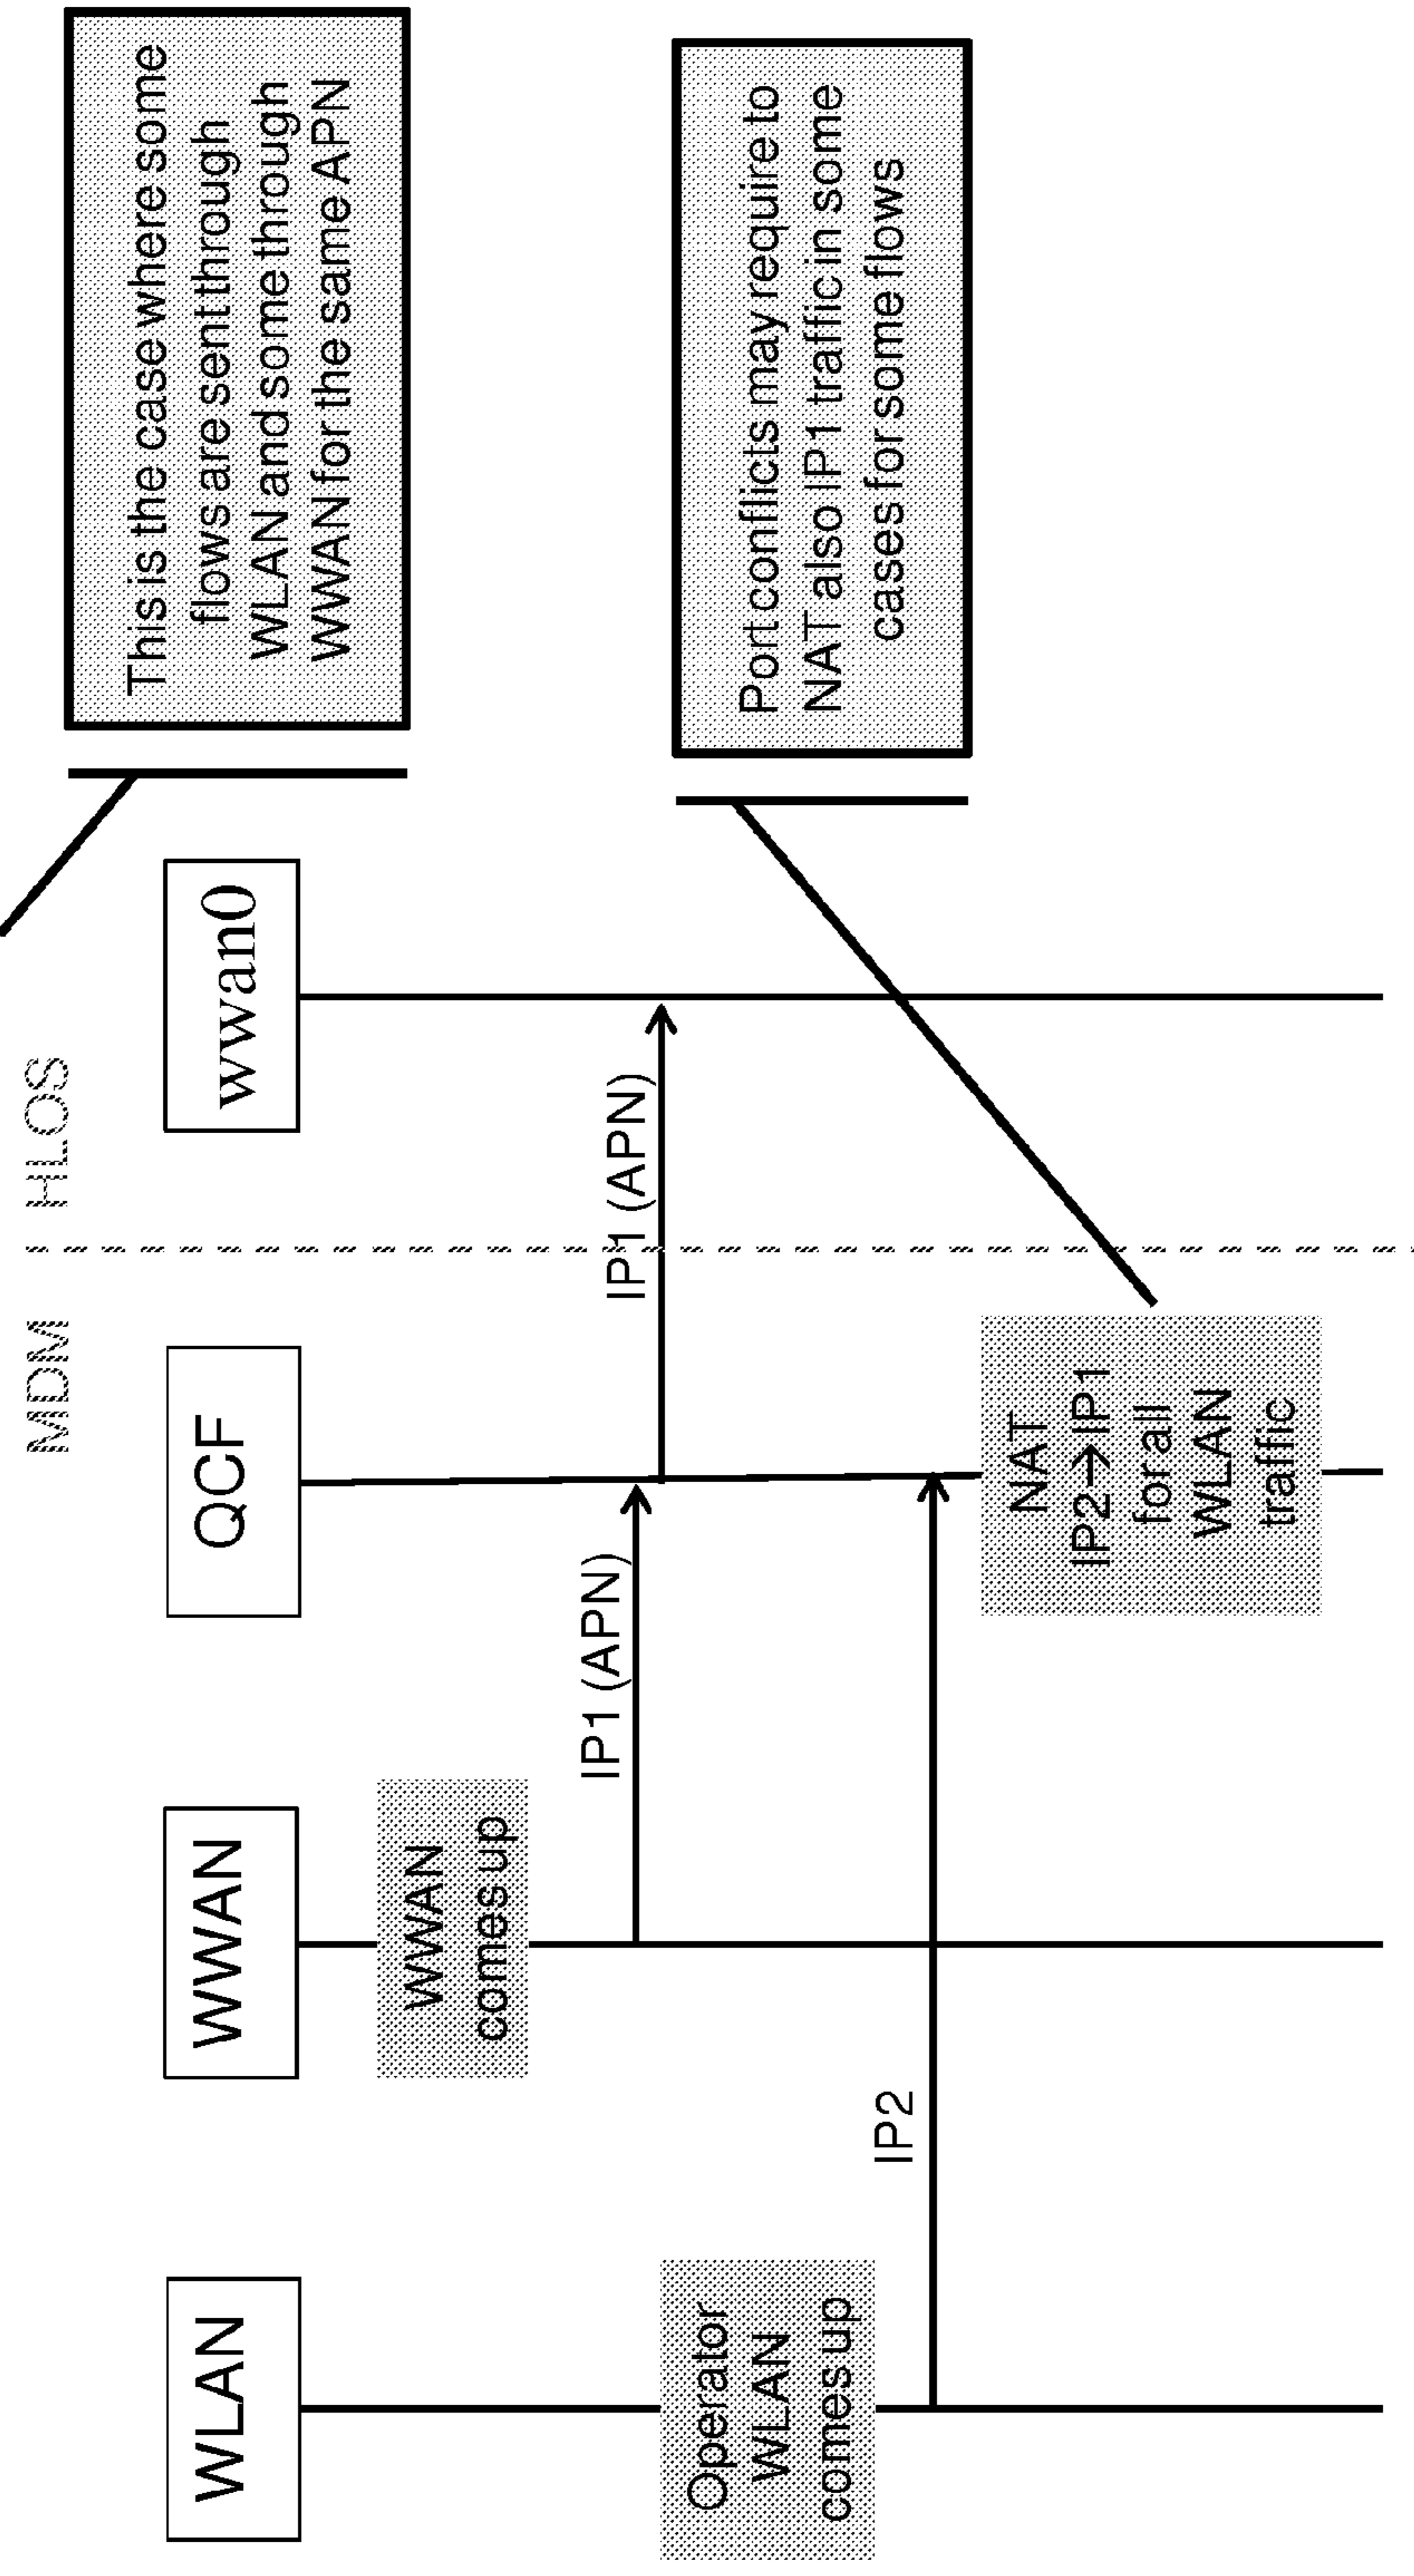 MDM
HLOS
WLAN
WWAN
QCF
wwan0
This is the case where some
flows are sent through
WLAN and some through
WWAN for the same APN
WWAN
comes up
IP1 (APN)
IP1 (APN)
Operator
WLAN
comes up
IP2
NAT
IP2→IP1
for all
WLAN
traffic
Port conflicts may require to
NAT also IP1 traffic in some
cases for some flows